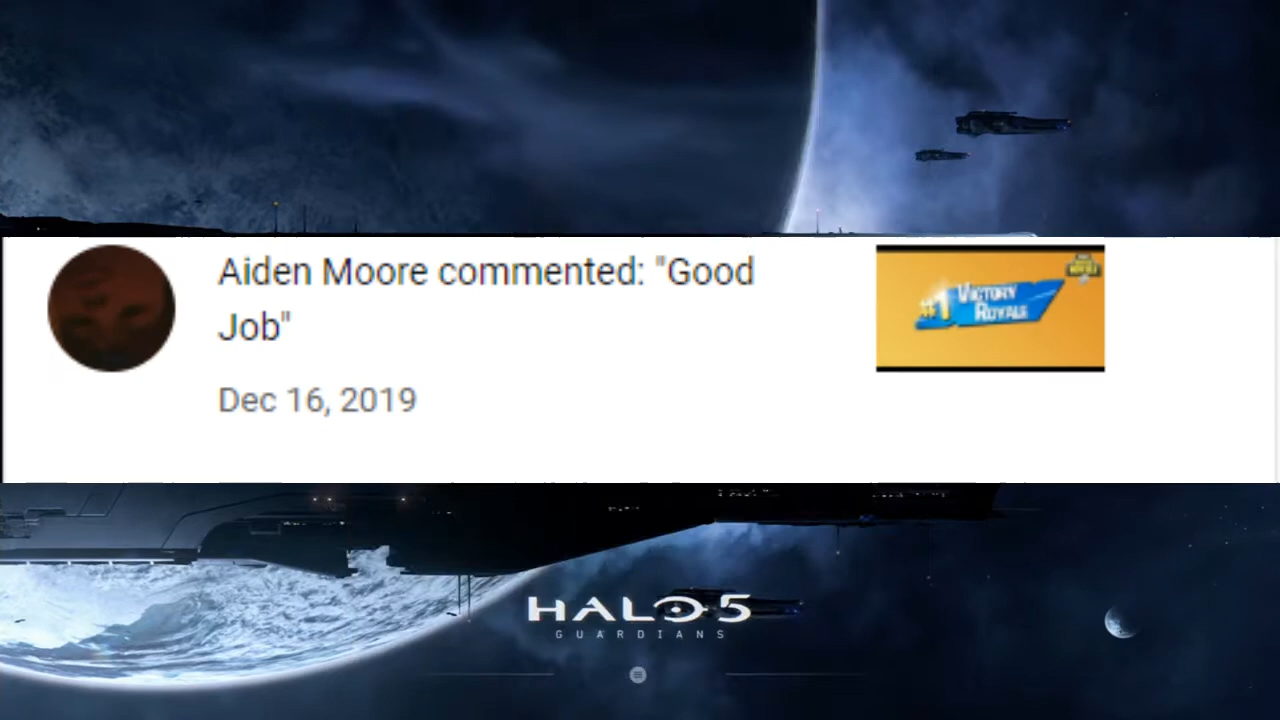 Aiden Moore commented: "Good
Job"
#1 VICTORY
ROYALE
Dec 16, 2019
HALO 5
GUARDIANS